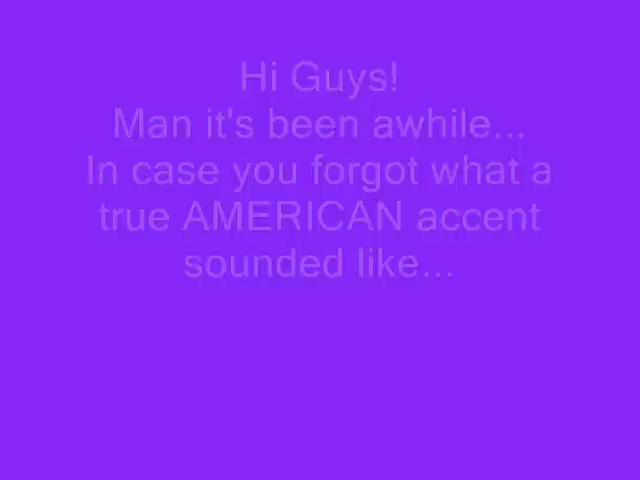 Hi Guys!
Man it's been awhile...
In case you forgot what a
true AMERICAN accent
sounded like...